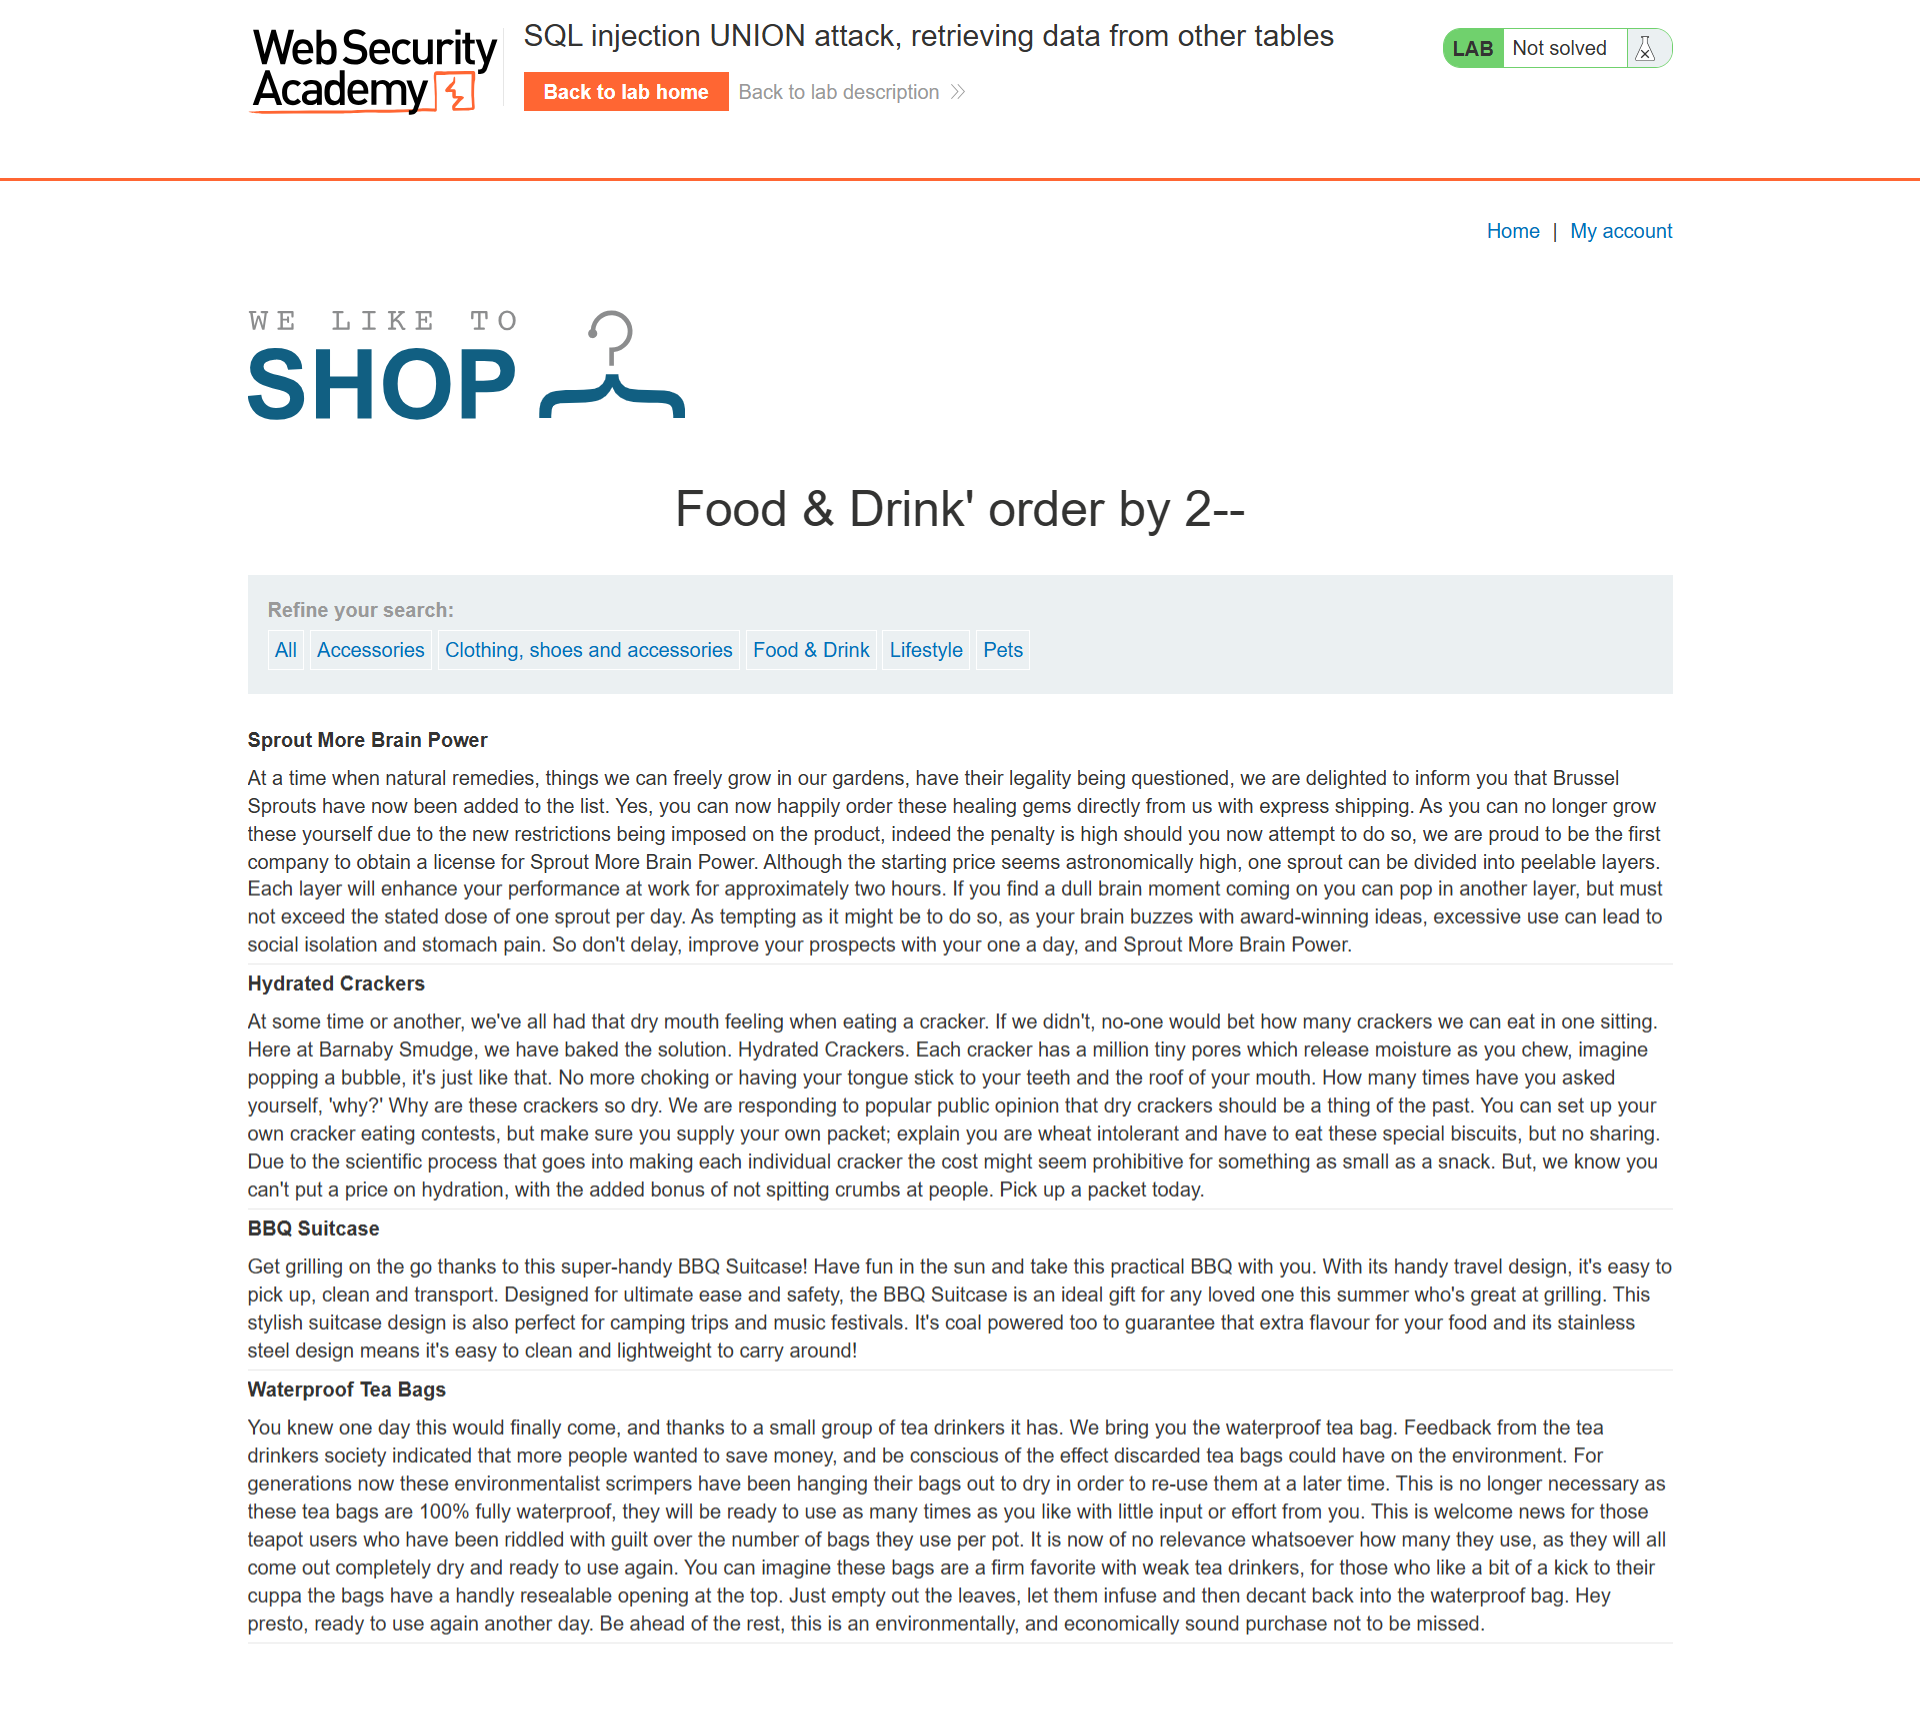 Web Security
Academy
SQL injection UNION attack, retrieving data from other tables
Back to lab home
Back to lab description
LAB
Not solved
Home | My account
WE LIKE TO
SHOP
Food & Drink' order by 2--
Refine your search:
All
Accessories
Clothing, shoes and accessories
Food & Drink
Lifestyle
Pets
Sprout More Brain Power
At a time when natural remedies, things we can freely grow in our gardens, have their legality being questioned, we are delighted to inform you that Brussel
Sprouts have now been added to the list. Yes, you can now happily order these healing gems directly from us with express shipping. As you can no longer grow
these yourself due to the new restrictions being imposed on the product, indeed the penalty is high should you now attempt to do so, we are proud to be the first
company to obtain a license for Sprout More Brain Power. Although the starting price seems astronomically high, one sprout can be divided into peelable layers.
Each layer will enhance your performance at work for approximately two hours. If you find a dull brain moment coming on you can pop in another layer, but must
not exceed the stated dose of one sprout per day. As tempting as it might be to do so, as your brain buzzes with award-winning ideas, excessive use can lead to
social isolation and stomach pain. So don't delay, improve your prospects with your one a day, and Sprout More Brain Power.
Hydrated Crackers
At some time or another, we've all had that dry mouth feeling when eating a cracker. If we didn't, no-one would bet how many crackers we can eat in one sitting.
Here at Barnaby Smudge, we have baked the solution. Hydrated Crackers. Each cracker has a million tiny pores which release moisture as you chew, imagine
popping a bubble, it's just like that. No more choking or having your tongue stick to your teeth and the roof of your mouth. How many times have you asked
yourself, 'why?' Why are these crackers so dry. We are responding to popular public opinion that dry crackers should be a thing of the past. You can set up your
own cracker eating contests, but make sure you supply your own packet; explain you are wheat intolerant and have to eat these special biscuits, but no sharing.
Due to the scientific process that goes into making each individual cracker the cost might seem prohibitive for something as small as a snack. But, we know you
can't put a price on hydration, with the added bonus of not spitting crumbs at people. Pick up a packet today.
BBQ Suitcase
Get grilling on the go thanks to this super-handy BBQ Suitcase! Have fun in the sun and take this practical BBQ with you. With its handy travel design, it's easy to
pick up, clean and transport. Designed for ultimate ease and safety, the BBQ Suitcase is an ideal gift for any loved one this summer who's great at grilling. This
stylish suitcase design is also perfect for camping trips and music festivals. It's coal powered too to guarantee that extra flavour for your food and its stainless
steel design means it's easy to clean and lightweight to carry around!
Waterproof Tea Bags
You knew one day this would finally come, and thanks to a small group of tea drinkers it has. We bring you the waterproof tea bag. Feedback from the tea
drinkers society indicated that more people wanted to save money, and be conscious of the effect discarded tea bags could have on the environment. For
generations now these environmentalist scrimpers have been hanging their bags out to dry in order to re-use them at a later time. This is no longer necessary as
these tea bags are 100% fully waterproof, they will be ready to use as many times as you like with little input or effort from you. This is welcome news for those
teapot users who have been riddled with guilt over the number of bags they use per pot. It is now of no relevance whatsoever how many they use, as they will all
come out completely dry and ready to use again. You can imagine these bags are a firm favorite with weak tea drinkers, for those who like a bit of a kick to their
cuppa the bags have a handly resealable opening at the top. Just empty out the leaves, let them infuse and then decant back into the waterproof bag. Hey
presto, ready to use again another day. Be ahead of the rest, this is an environmentally, and economically sound purchase not to be missed.